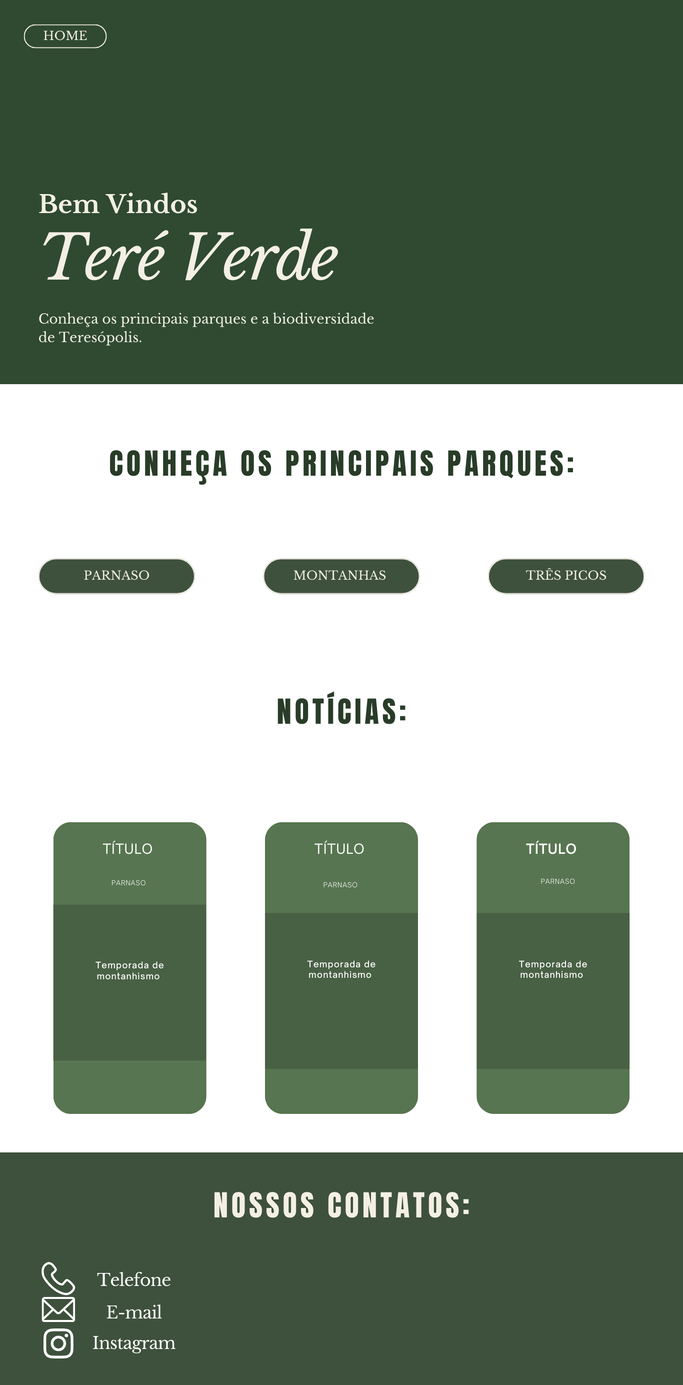 HOME
Bem Vindos
Teré Verde
Conheça os principais parques e a biodiversidade
de Teresópolis.
CONHEÇA OS PRINCIPAIS PARQUES:
PARNASO
MONTANHAS
TRÊS PICOS
NOTÍCIAS:
TÍTULO
PARNASO
Temporada de
montanhismo
TÍTULO
PARNASO
Temporada de
montanhismo
TÍTULO
PARNASO
Temporada de
montanhismo
NOSSOS CONTATOS:
Telefone
E-mail
Instagram